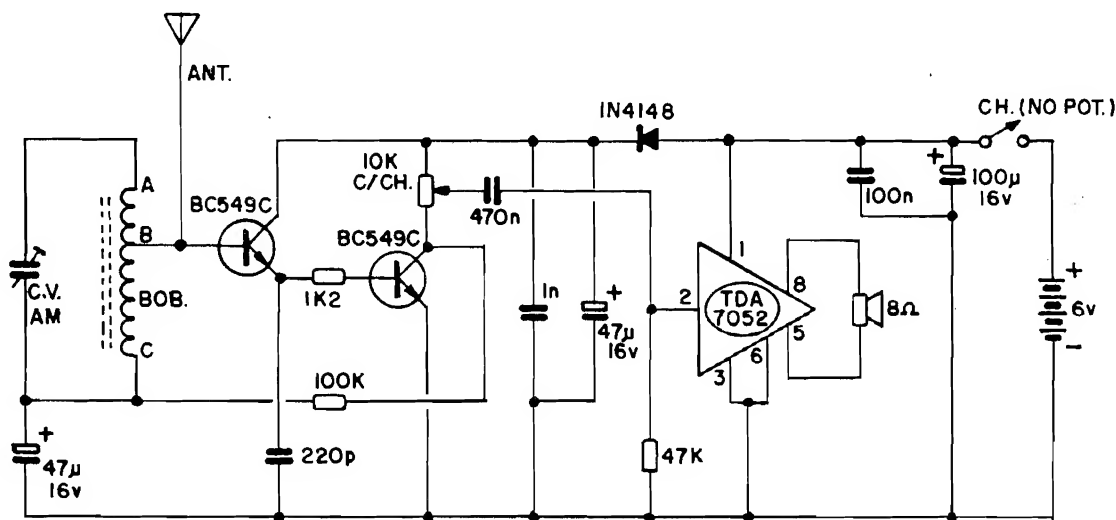 ANT.
1N4148
CH. (NO POT.)
A
10K
C/CH.
470n
100n
+
100µ
16v
BC549C
B
BC549C
1
C.V.
AM
BOB.
1K2
1n
+
47µ
16v
2
TDA
7052
8
5
8Ω
+
6v
-
C
3
6
100K
+
47µ
16v
220p
47K